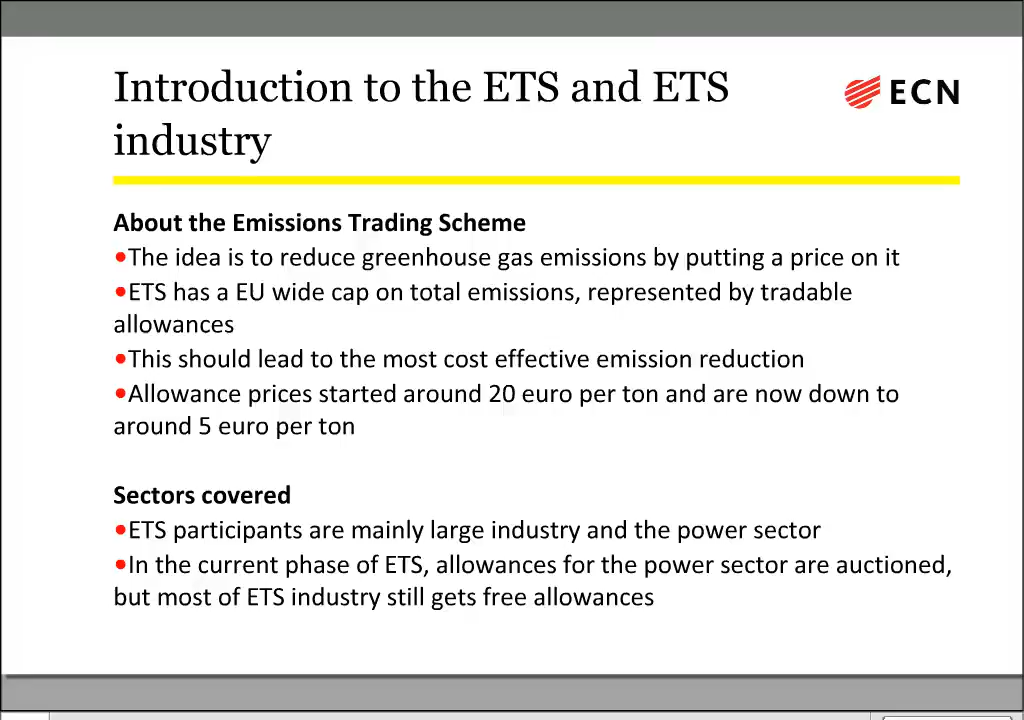 Introduction to the ETS and ETS
industry
ECN
About the Emissions Trading Scheme
•The idea is to reduce greenhouse gas emissions by putting a price on it
•ETS has a EU wide cap on total emissions, represented by tradable
allowances
•This should lead to the most cost effective emission reduction
•Allowance prices started around 20 euro per ton and are now down to
around 5 euro per ton
Sectors covered
•ETS participants are mainly large industry and the power sector
•In the current phase of ETS, allowances for the power sector are auctioned,
but most of ETS industry still gets free allowances